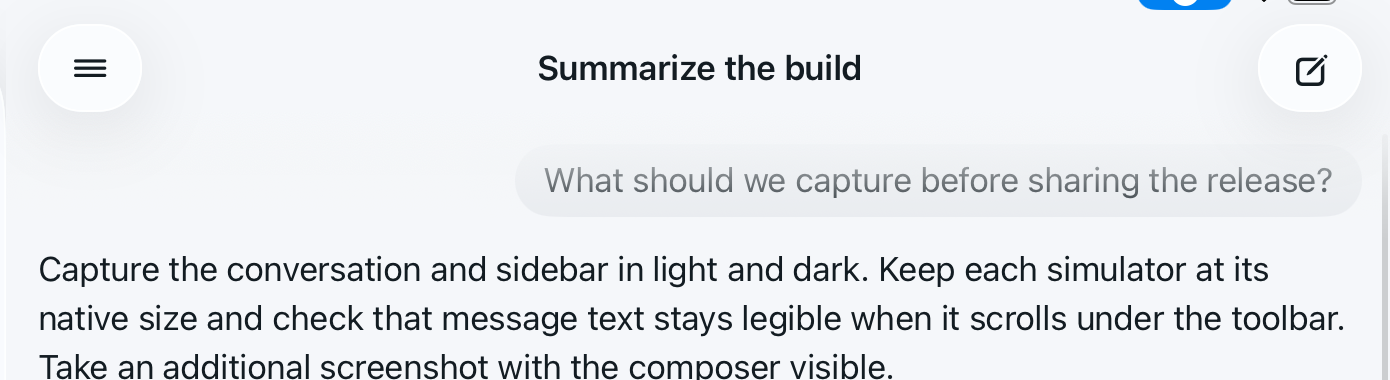 Summarize the build
What should we capture before sharing the release?
Capture the conversation and sidebar in light and dark. Keep each simulator at its
native size and check that message text stays legible when it scrolls under the toolbar.
Take an additional screenshot with the composer visible.